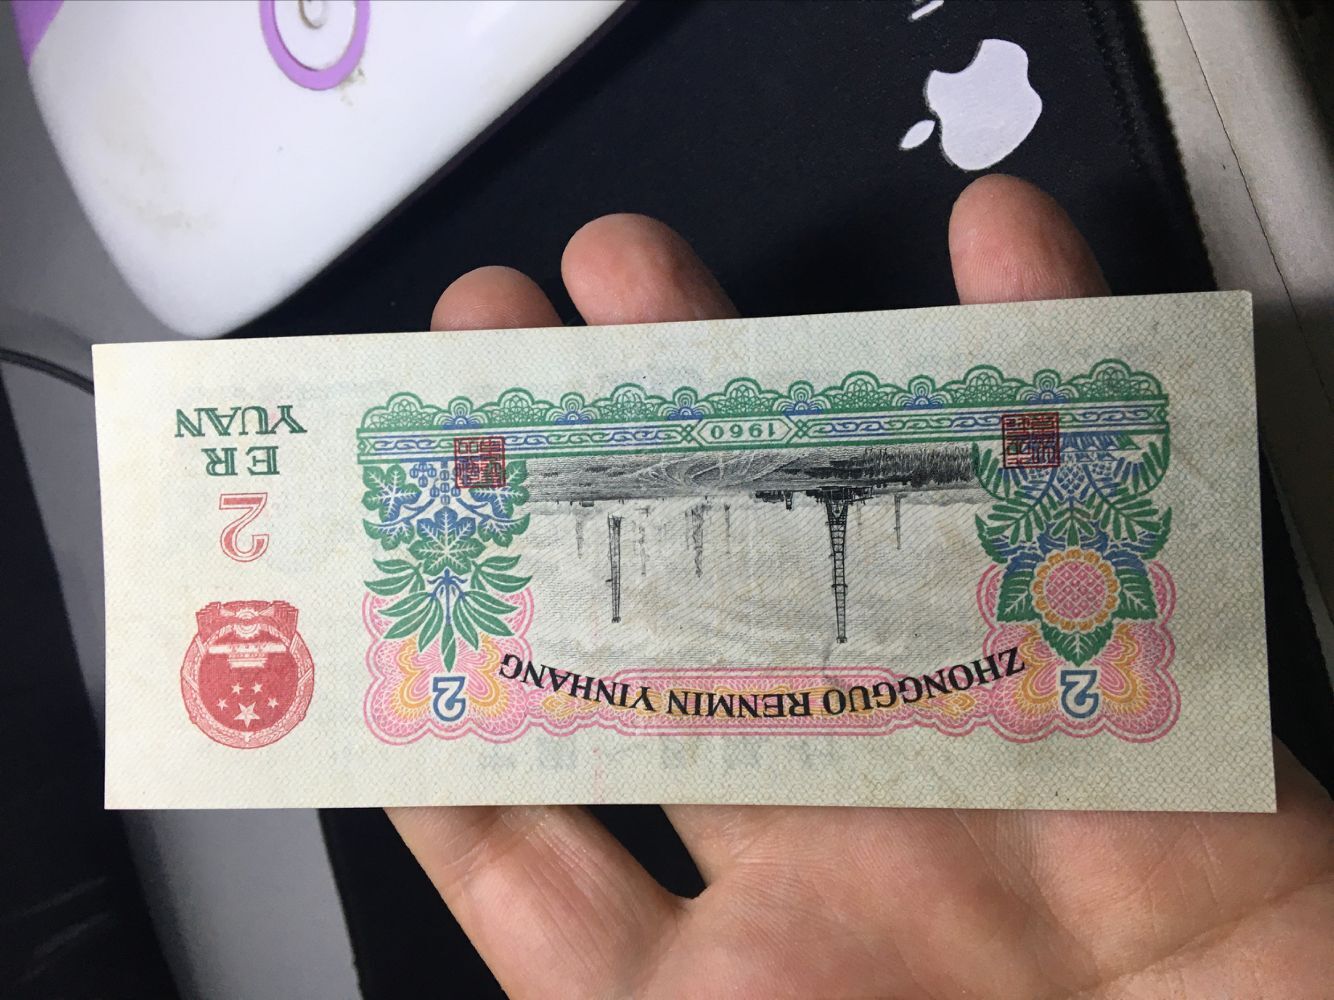 ZHONGGUO RENMIN YINHANG
2
2
1960
2
ER
YUAN